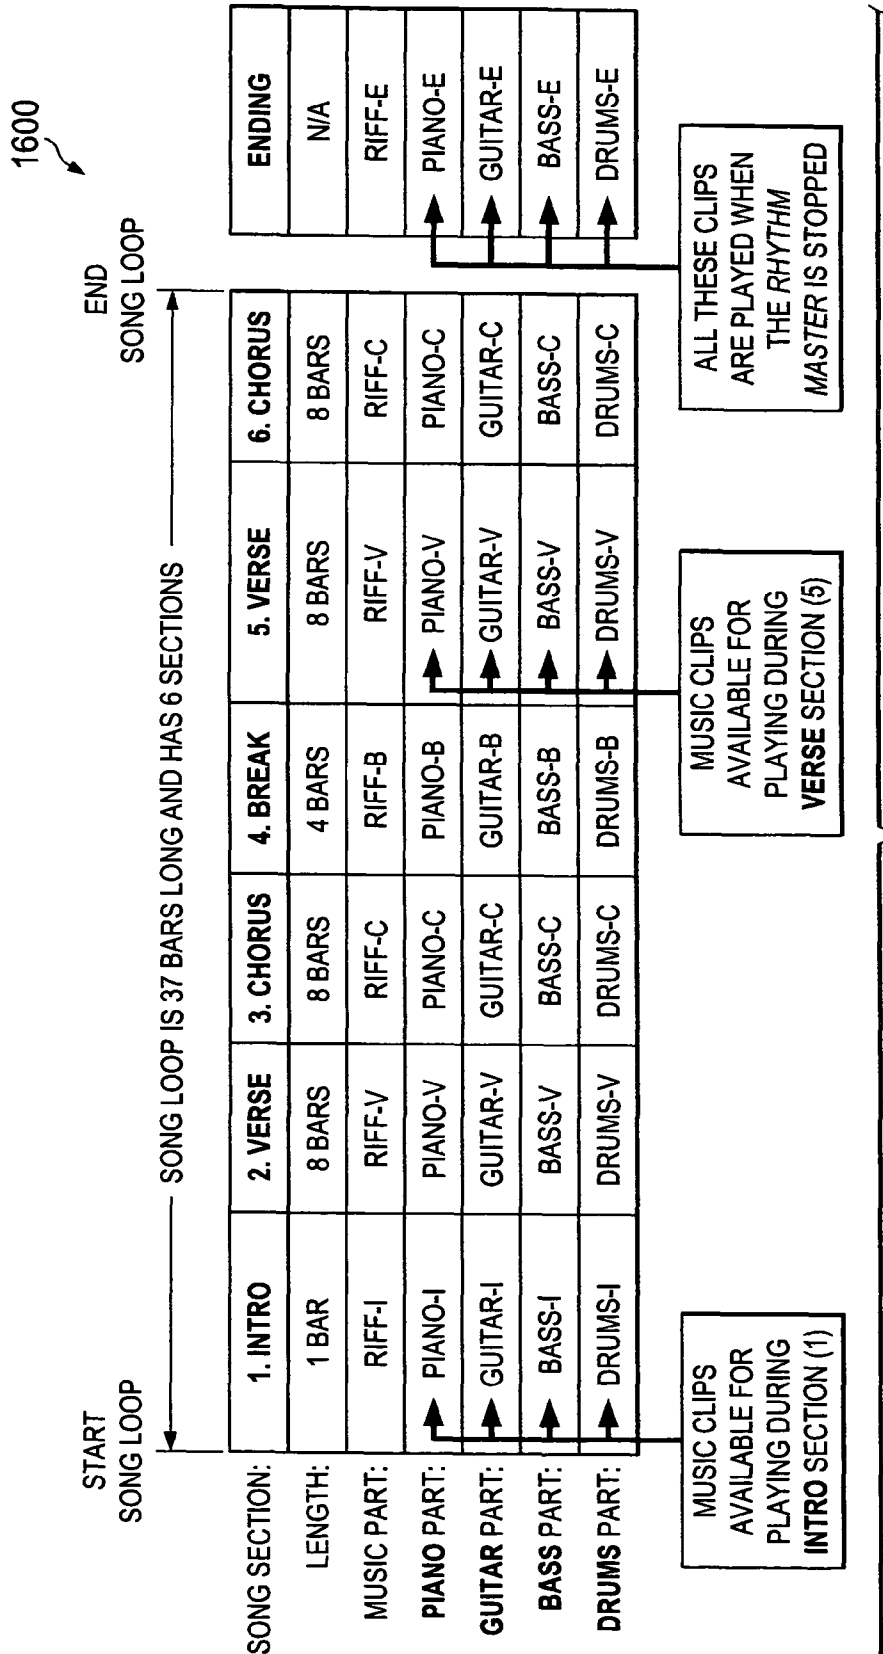 1600
START
SONG LOOP
SONG LOOP IS 37 BARS LONG AND HAS 6 SECTIONS
END
SONG LOOP
SONG SECTION: 1. INTRO 2. VERSE 3. CHORUS 4. BREAK 5. VERSE 6. CHORUS ENDING
LENGTH: 1 BAR 8 BARS 8 BARS 4 BARS 8 BARS 8 BARS N/A
MUSIC PART: RIFF-I RIFF-V RIFF-C RIFF-B RIFF-V RIFF-C RIFF-E
PIANO PART: PIANO-I PIANO-V PIANO-C PIANO-B PIANO-V PIANO-C PIANO-E
GUITAR PART: GUITAR-I GUITAR-V GUITAR-C GUITAR-B GUITAR-V GUITAR-C GUITAR-E
BASS PART: BASS-I BASS-V BASS-C BASS-B BASS-V BASS-C BASS-E
DRUMS PART: DRUMS-I DRUMS-V DRUMS-C DRUMS-B DRUMS-V DRUMS-C DRUMS-E
MUSIC CLIPS
AVAILABLE FOR
PLAYING DURING
INTRO SECTION (1)
MUSIC CLIPS
AVAILABLE FOR
PLAYING DURING
VERSE SECTION (5)
ALL THESE CLIPS
ARE PLAYED WHEN
THE RHYTHM
MASTER IS STOPPED